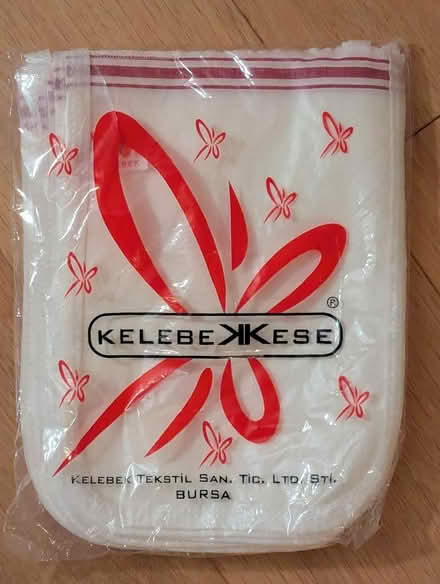 KELEBEKKESE ®
KELEBEK TEKSTİL SAN. TİC. LTD. ŞTİ.
BURSA